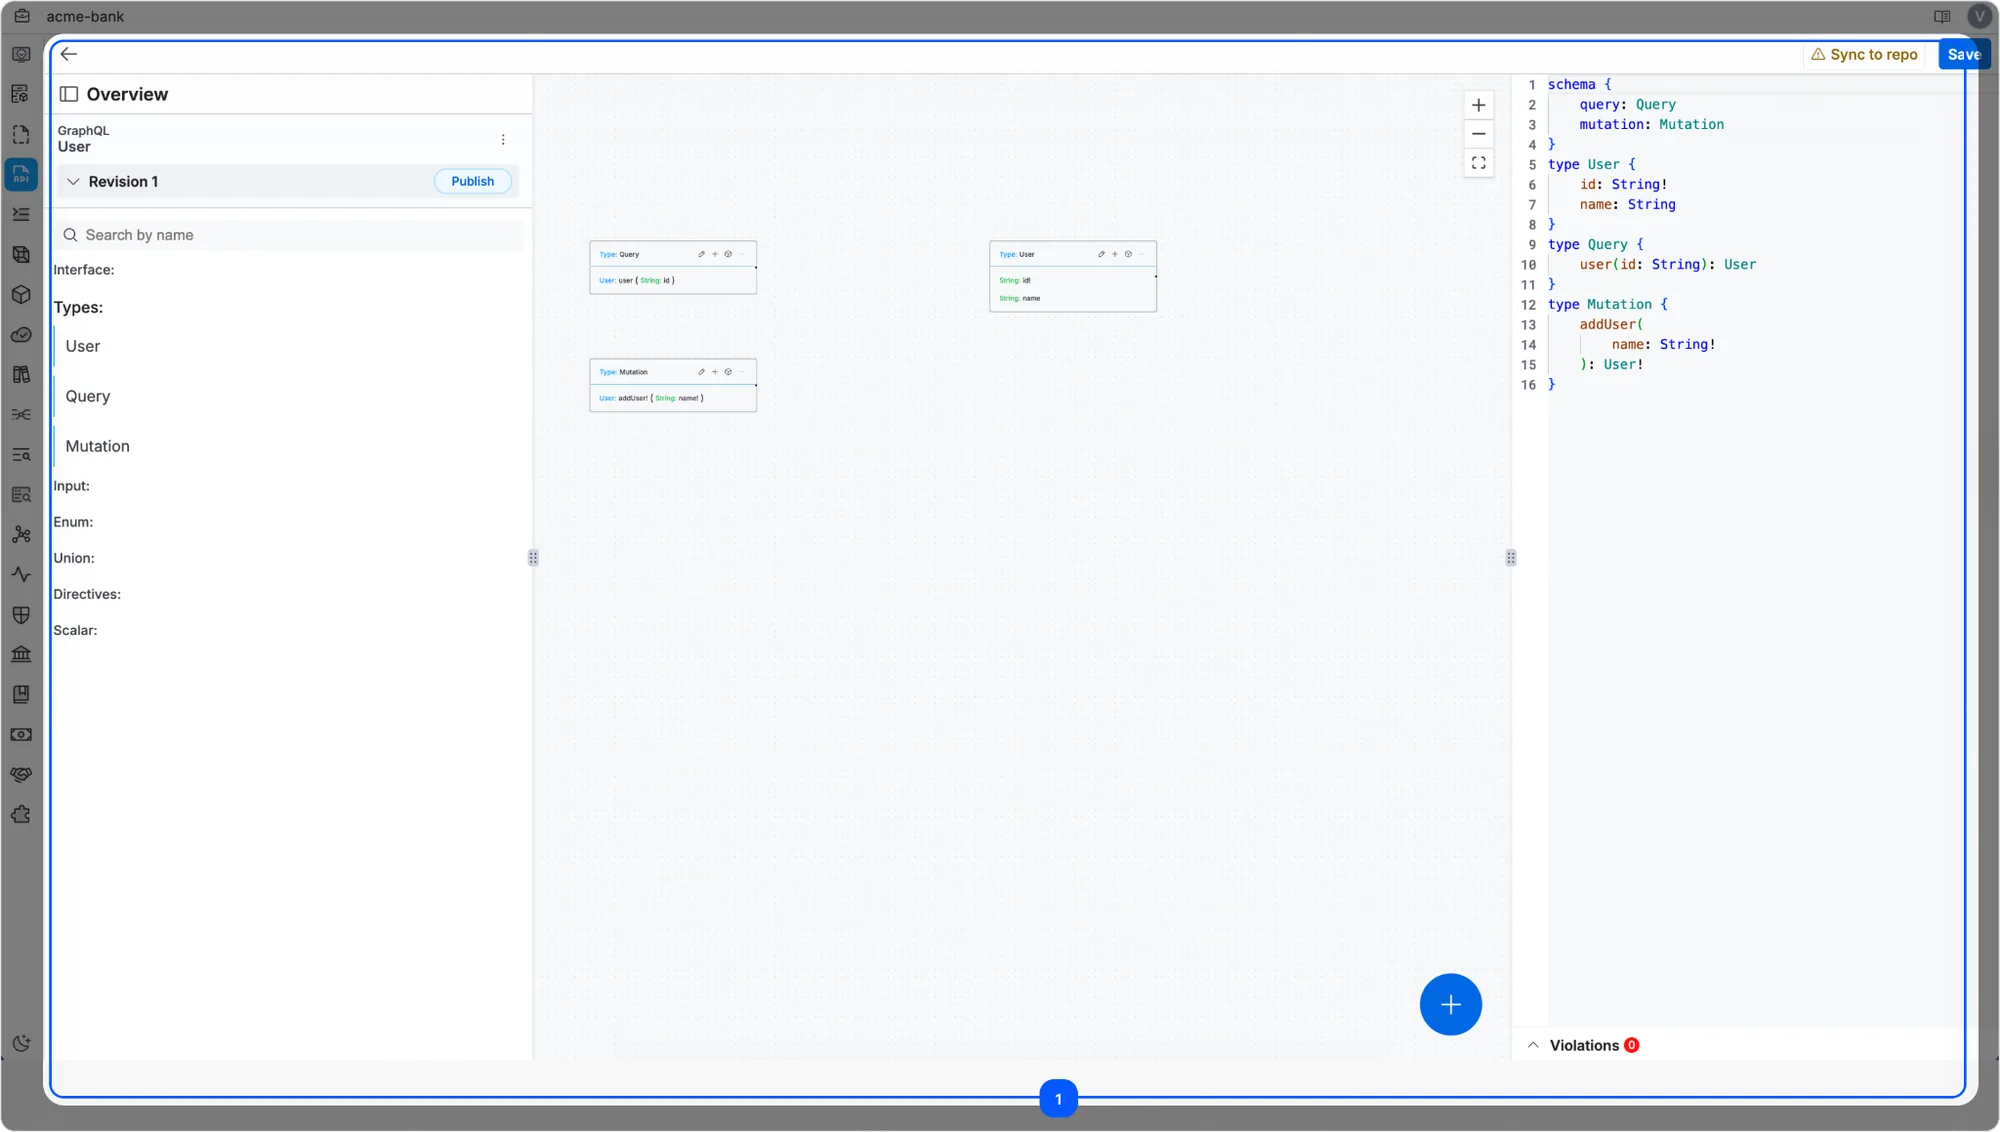 acme-bank
V
Sync to repo
Save
Overview
GraphQL
User
Revision 1
Publish
Search by name
Interface:
Types:
User
Query
Mutation
Input:
Enum:
Union:
Directives:
Scalar:
Type: Query
User: user { String: id }
Type: User
String: id!
String: name
Type: Mutation
User: addUser! { String: name! }
1 schema {
2 query: Query
3 mutation: Mutation
4 }
5 type User {
6 id: String!
7 name: String
8 }
9 type Query {
10 user(id: String): User
11 }
12 type Mutation {
13 addUser(
14 name: String!
15 ): User!
16 }
Violations 0
1
API